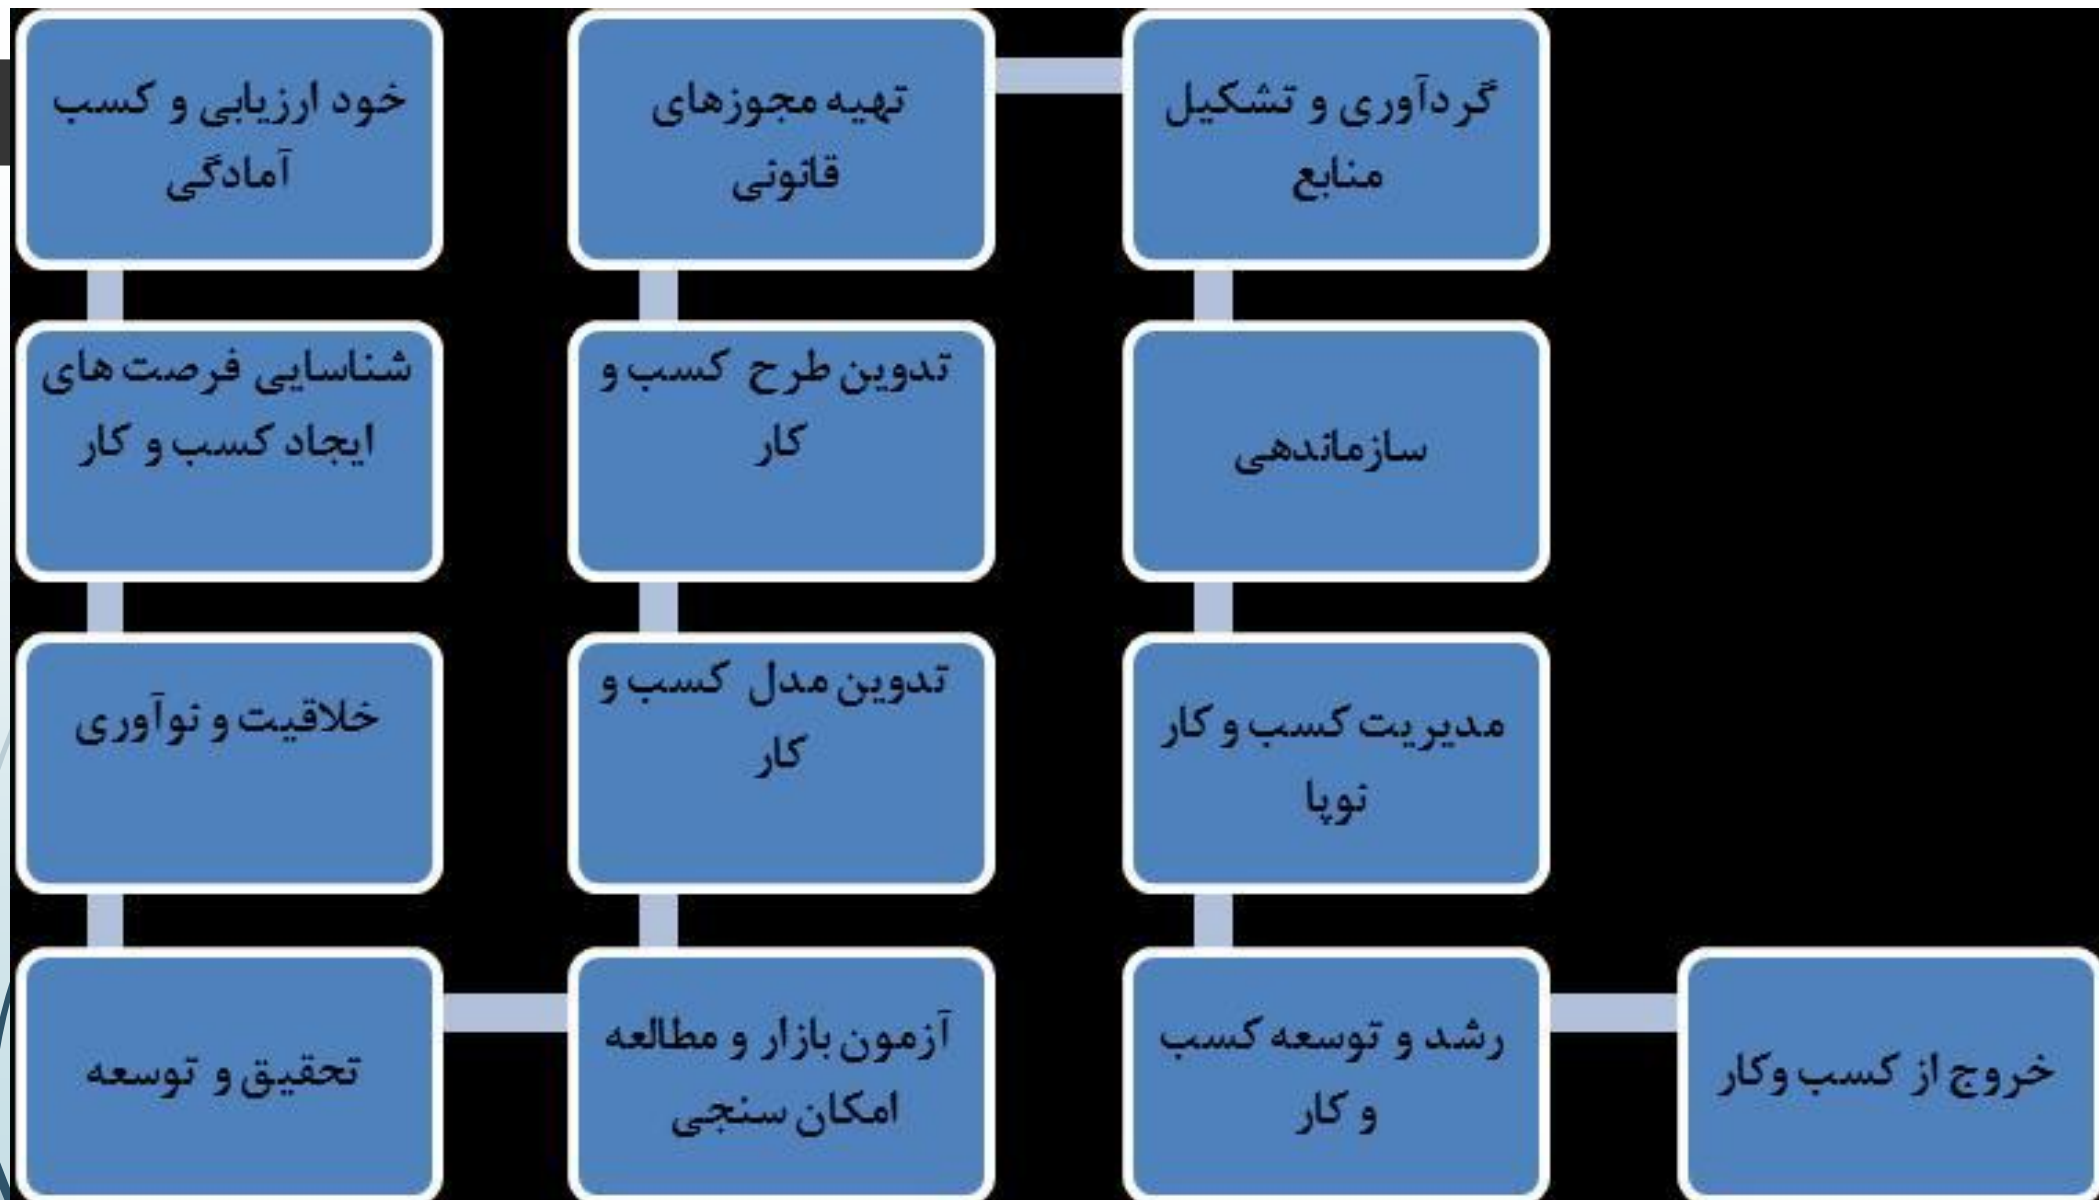 خود ارزیابی و کسب
آمادگی
شناسایی فرصت های
ایجاد کسب و کار
خلاقیت و نوآوری
تحقیق و توسعه
آزمون بازار و مطالعه
امکان سنجی
تدوین مدل کسب و
کار
تدوین طرح کسب و
کار
تهیه مجوزهای
قانونی
گردآوری و تشکیل
منابع
سازماندهی
مدیریت کسب و کار
نوپا
رشد و توسعه کسب
و کار
خروج از کسب وکار